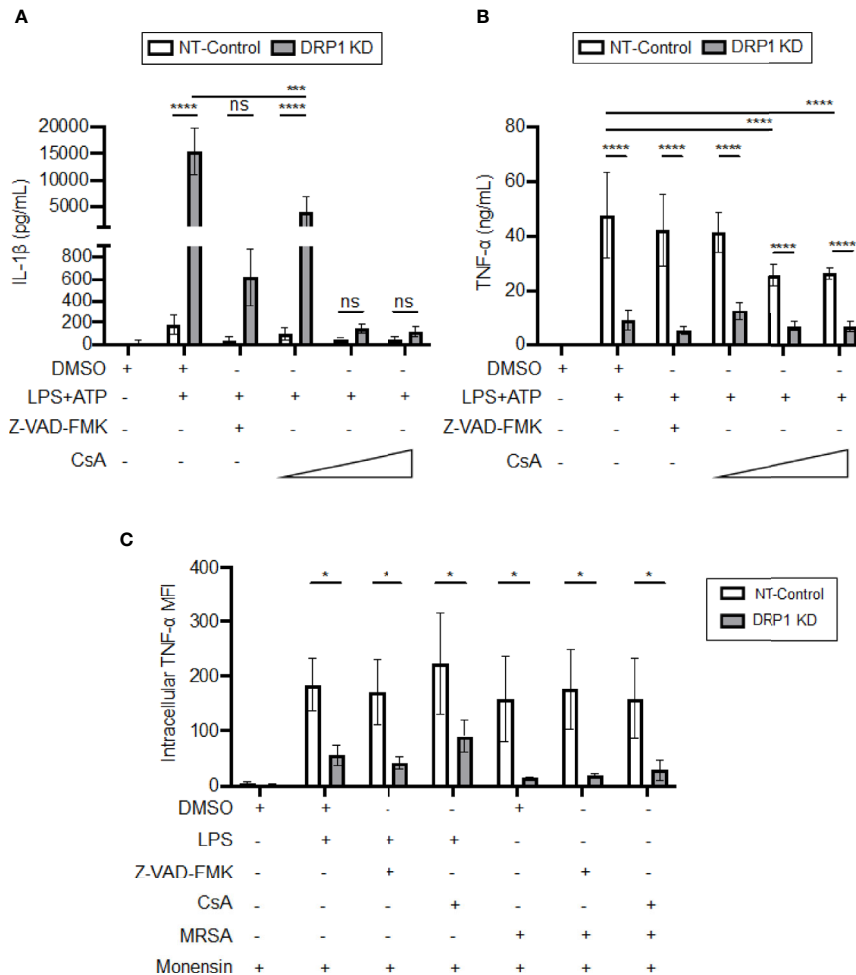 A
NT-Control DRP1 KD
***
**** ns ****
ns ns
IL-1β (pg/mL)
20000
15000
10000
5000
800
600
400
200
0
DMSO + + - - - -
LPS+ATP - + + + + +
Z-VAD-FMK - - + - - -
CsA - - -
B
NT-Control DRP1 KD
****
****
**** **** ****
**** ****
TNF-α (ng/mL)
80
60
40
20
0
DMSO + + - - - -
LPS+ATP - + + + + +
Z-VAD-FMK - - + - - -
CsA - - -
C
NT-Control
DRP1 KD
* * * * * *
Intracellular TNF-α MFI
400
300
200
100
0
DMSO + + - - + - -
LPS - + + + - - -
Z-VAD-FMK - - + - - + -
CsA - - - + - - +
MRSA - - - - + + +
Monensin + + + + + + +